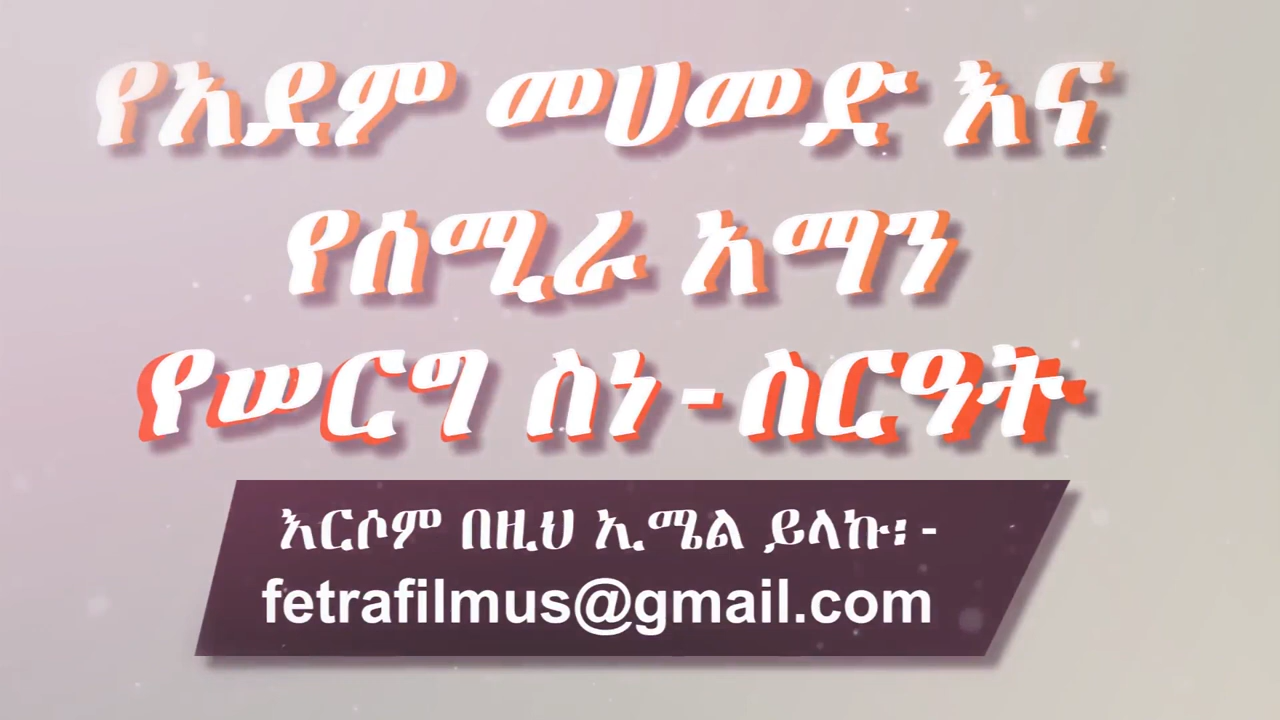 የአደም መሀመድ እና
የሰሚራ አማን
የሠርግ ስነ-ስርዓት
እርሶም በዚህ ኢሜል ይላኩ፡-
fetrafilmus@gmail.com